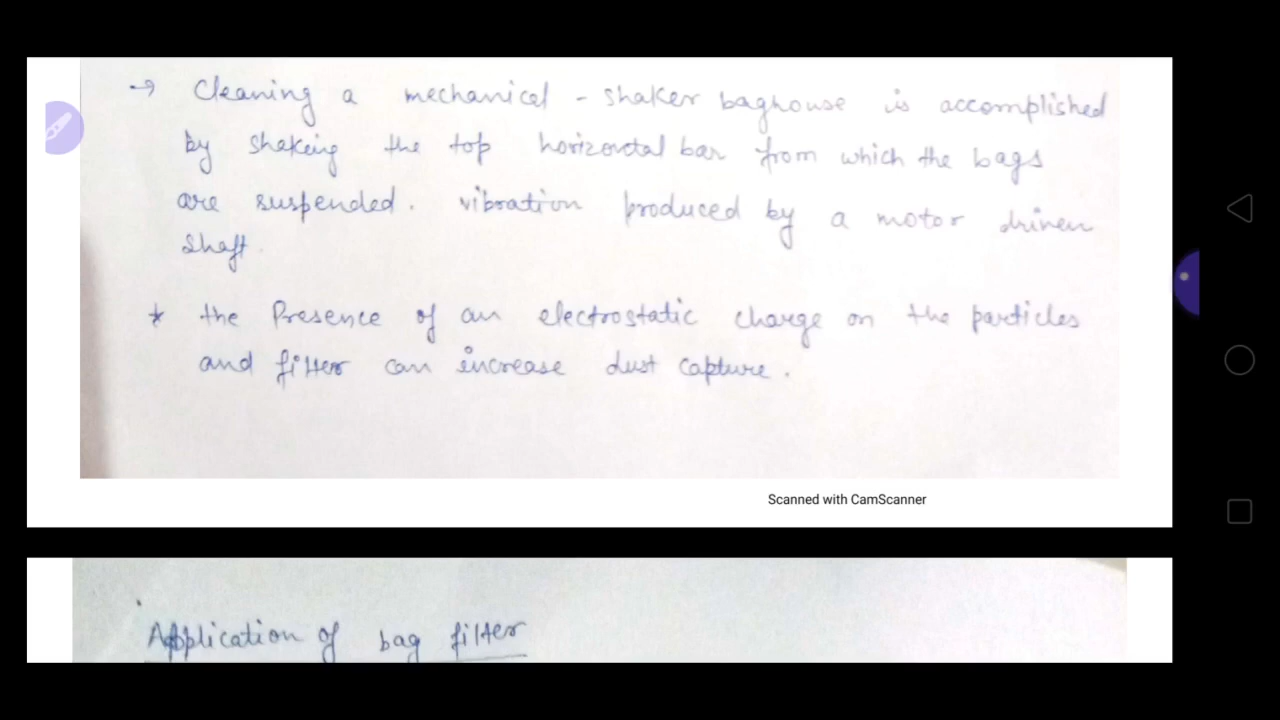 → Cleaning a mechanical - shaker baghouse is accomplished
by shaking the top horizontal bar from which the bags
are suspended. vibration produced by a motor driven
shaft.
* the Presence of an electrostatic charge on the particles
and filter can increase dust capture.
Scanned with CamScanner
Application of bag filter